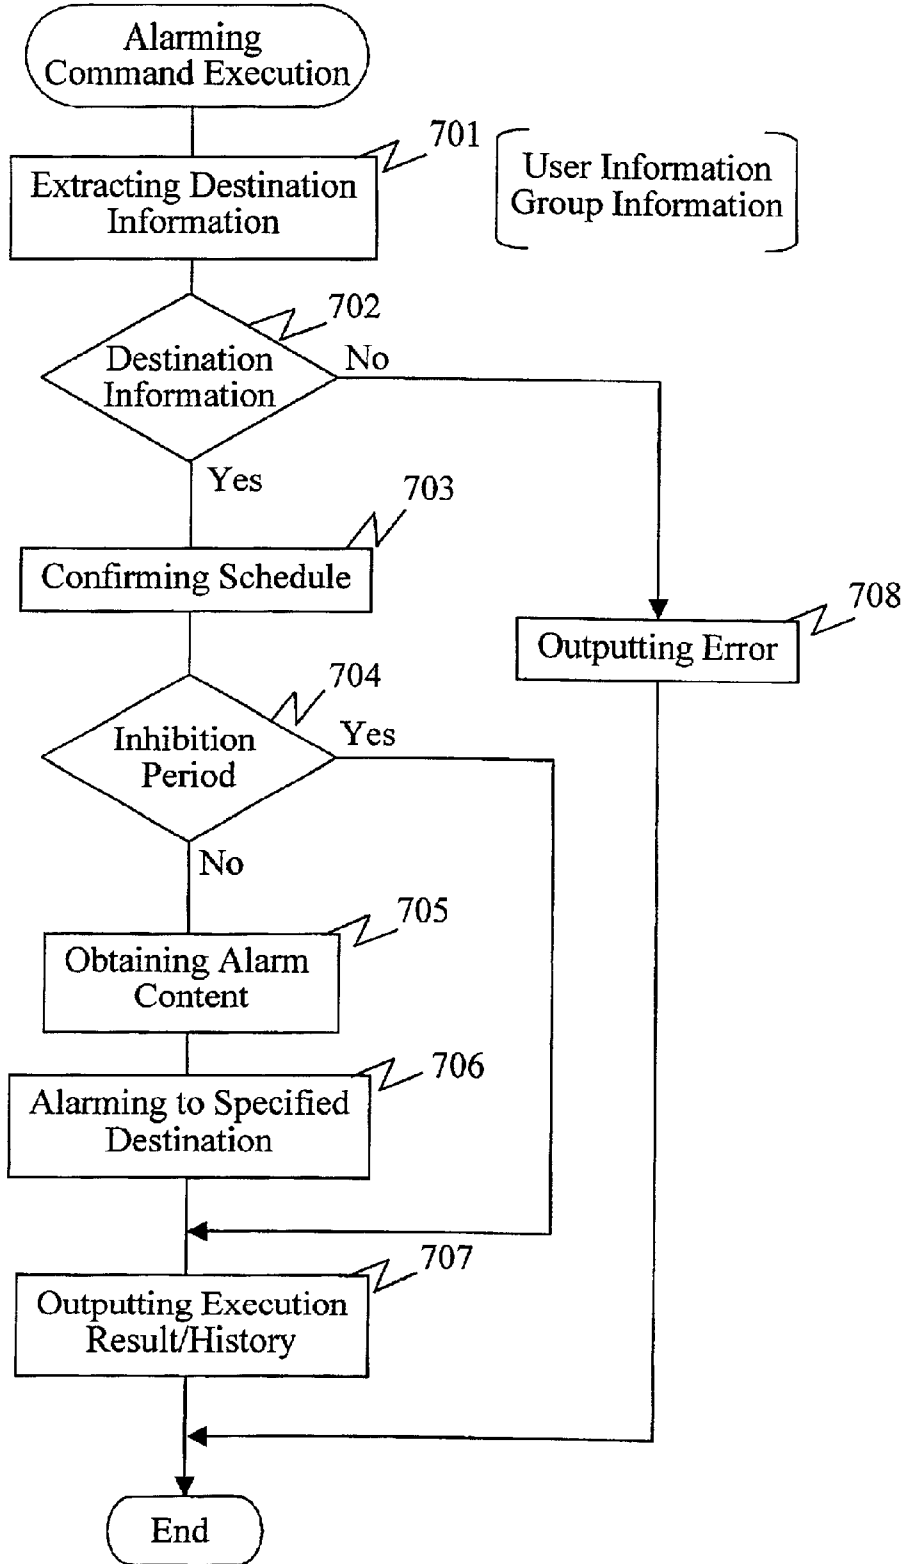 Alarming
Command Execution
701
Extracting Destination
Information
User Information
Group Information
702
Destination
Information
No
Yes
703
Confirming Schedule
708
Outputting Error
704
Inhibition
Period
Yes
No
705
Obtaining Alarm
Content
706
Alarming to Specified
Destination
707
Outputting Execution
Result/History
End